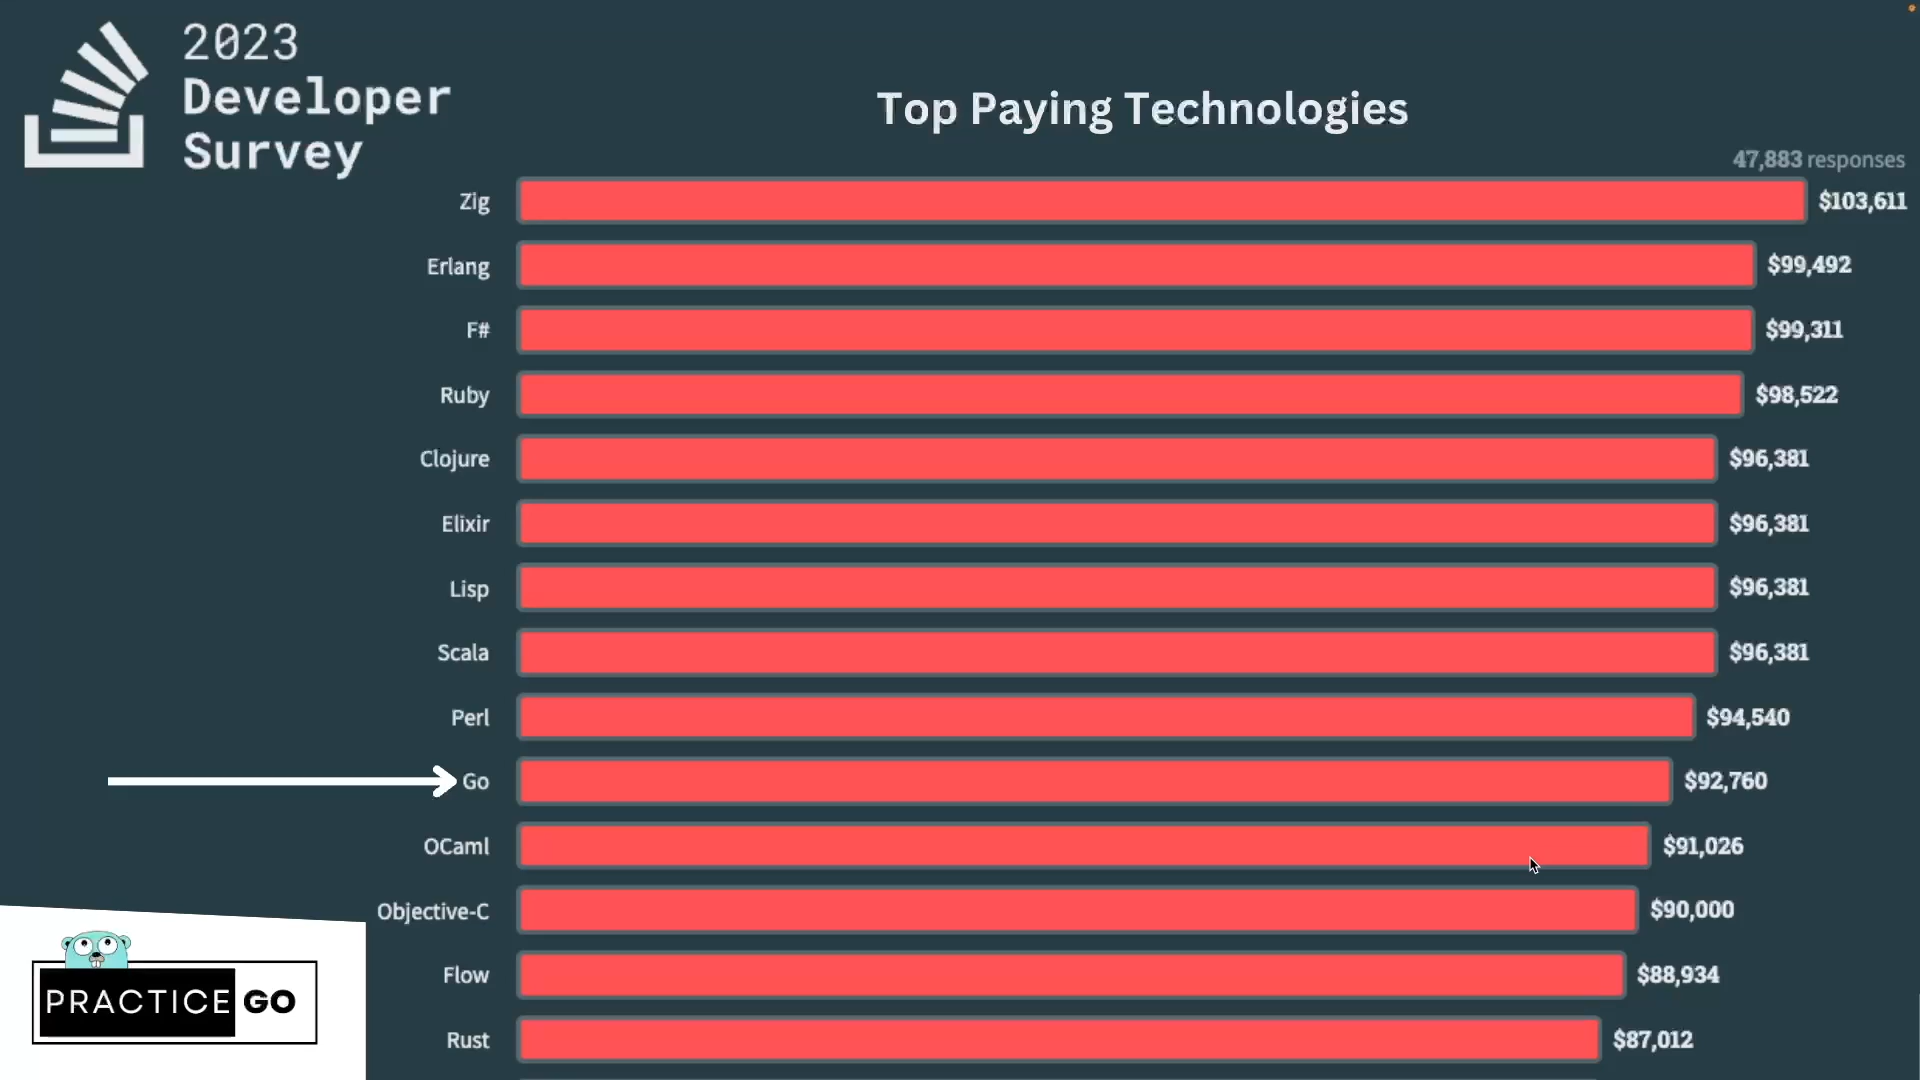 2023
Developer
Survey
Top Paying Technologies
47,883 responses
Zig $103,611
Erlang $99,492
F# $99,311
Ruby $98,522
Clojure $96,381
Elixir $96,381
Lisp $96,381
Scala $96,381
Perl $94,540
Go $92,760
OCaml $91,026
Objective-C $90,000
Flow $88,934
Rust $87,012
PRACTICE GO